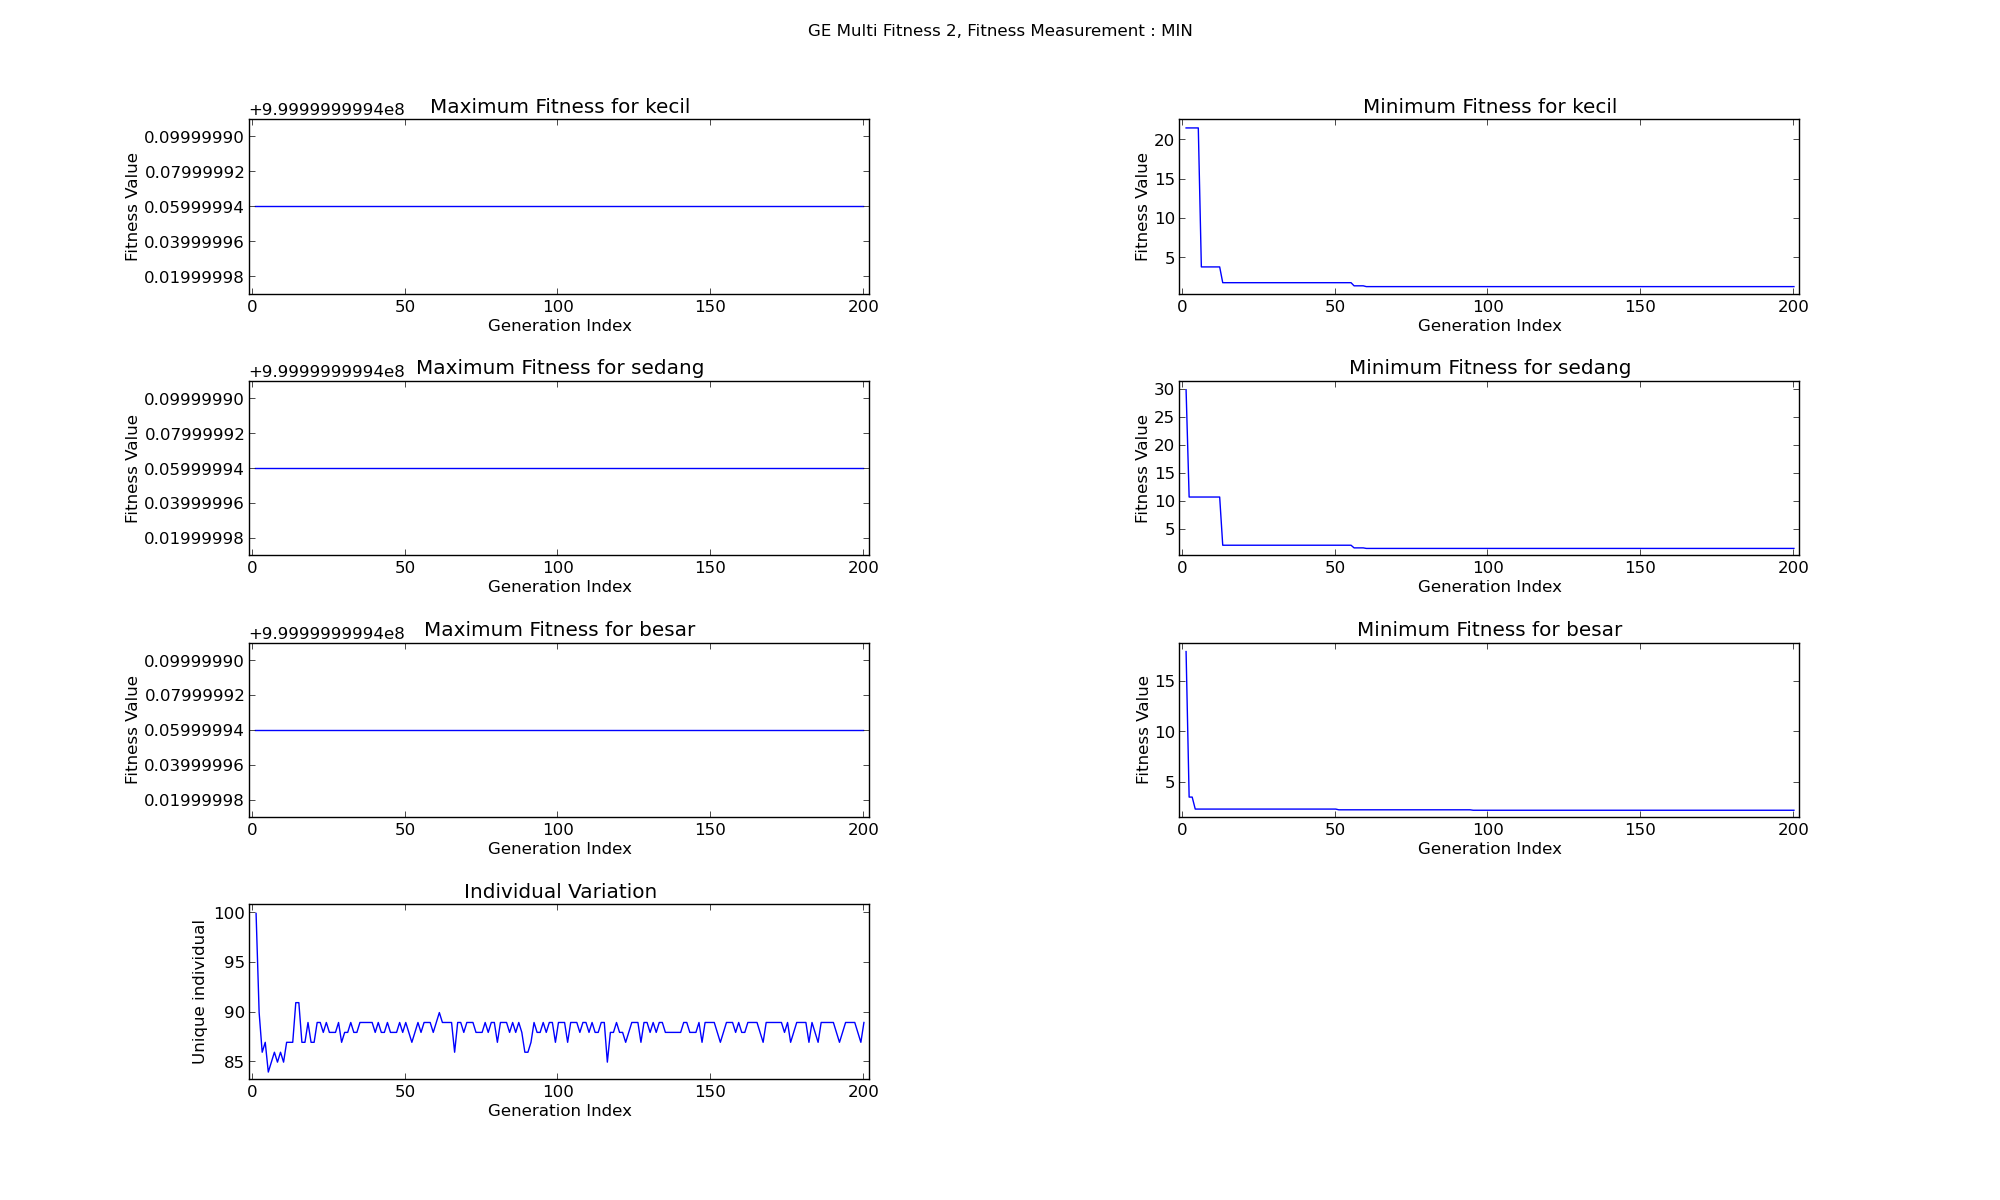 GE Multi Fitness 2, Fitness Measurement : MIN
+9.9999999994e8
Maximum Fitness for kecil
Fitness Value
0.09999990
0.07999992
0.05999994
0.03999996
0.01999998
0 50 100 150 200
Generation Index
Minimum Fitness for kecil
Fitness Value
20
15
10
5
0 50 100 150 200
Generation Index
+9.9999999994e8
Maximum Fitness for sedang
Fitness Value
0.09999990
0.07999992
0.05999994
0.03999996
0.01999998
0 50 100 150 200
Generation Index
Minimum Fitness for sedang
Fitness Value
30
25
20
15
10
5
0 50 100 150 200
Generation Index
+9.9999999994e8
Maximum Fitness for besar
Fitness Value
0.09999990
0.07999992
0.05999994
0.03999996
0.01999998
0 50 100 150 200
Generation Index
Minimum Fitness for besar
Fitness Value
15
10
5
0 50 100 150 200
Generation Index
Individual Variation
Unique individual
100
95
90
85
0 50 100 150 200
Generation Index